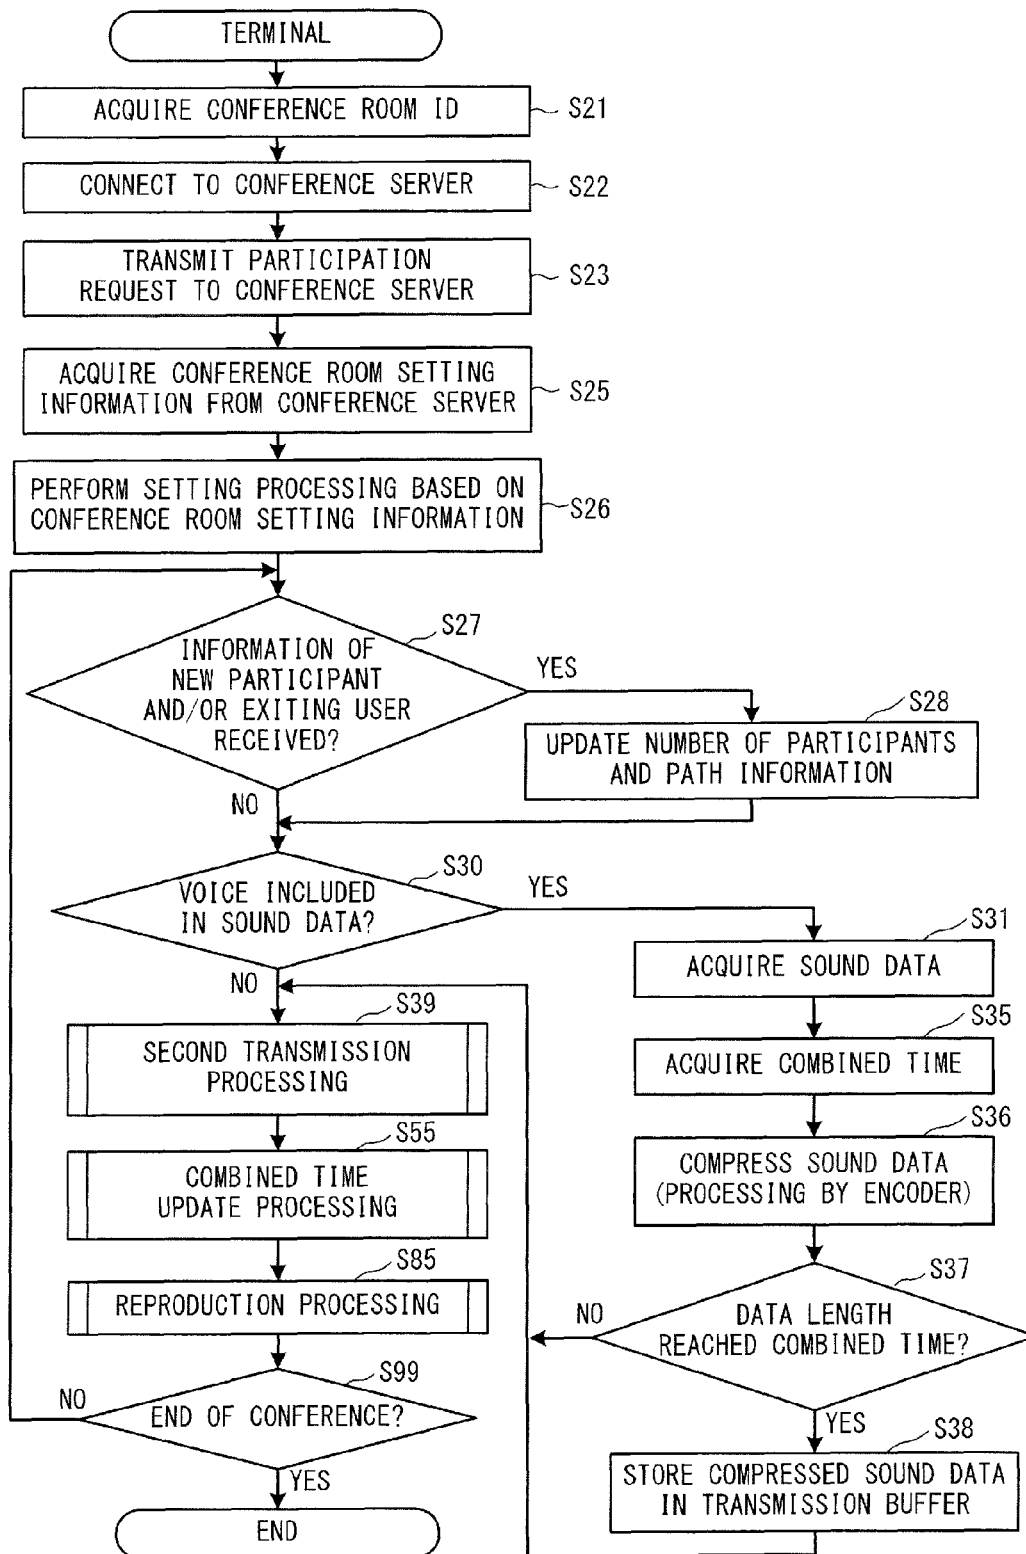 TERMINAL
ACQUIRE CONFERENCE ROOM ID
S21
CONNECT TO CONFERENCE SERVER
S22
TRANSMIT PARTICIPATION
REQUEST TO CONFERENCE SERVER
S23
ACQUIRE CONFERENCE ROOM SETTING
INFORMATION FROM CONFERENCE SERVER
S25
PERFORM SETTING PROCESSING BASED ON
CONFERENCE ROOM SETTING INFORMATION
S26
S27
INFORMATION OF
NEW PARTICIPANT
AND/OR EXITING USER
RECEIVED?
YES
NO
S28
UPDATE NUMBER OF PARTICIPANTS
AND PATH INFORMATION
S30
VOICE INCLUDED
IN SOUND DATA?
YES
NO
S31
ACQUIRE SOUND DATA
S35
ACQUIRE COMBINED TIME
S36
COMPRESS SOUND DATA
(PROCESSING BY ENCODER)
S37
DATA LENGTH
REACHED COMBINED TIME?
NO
YES
S38
STORE COMPRESSED SOUND DATA
IN TRANSMISSION BUFFER
S39
SECOND TRANSMISSION
PROCESSING
S55
COMBINED TIME
UPDATE PROCESSING
S85
REPRODUCTION PROCESSING
S99
END OF CONFERENCE?
NO
YES
END